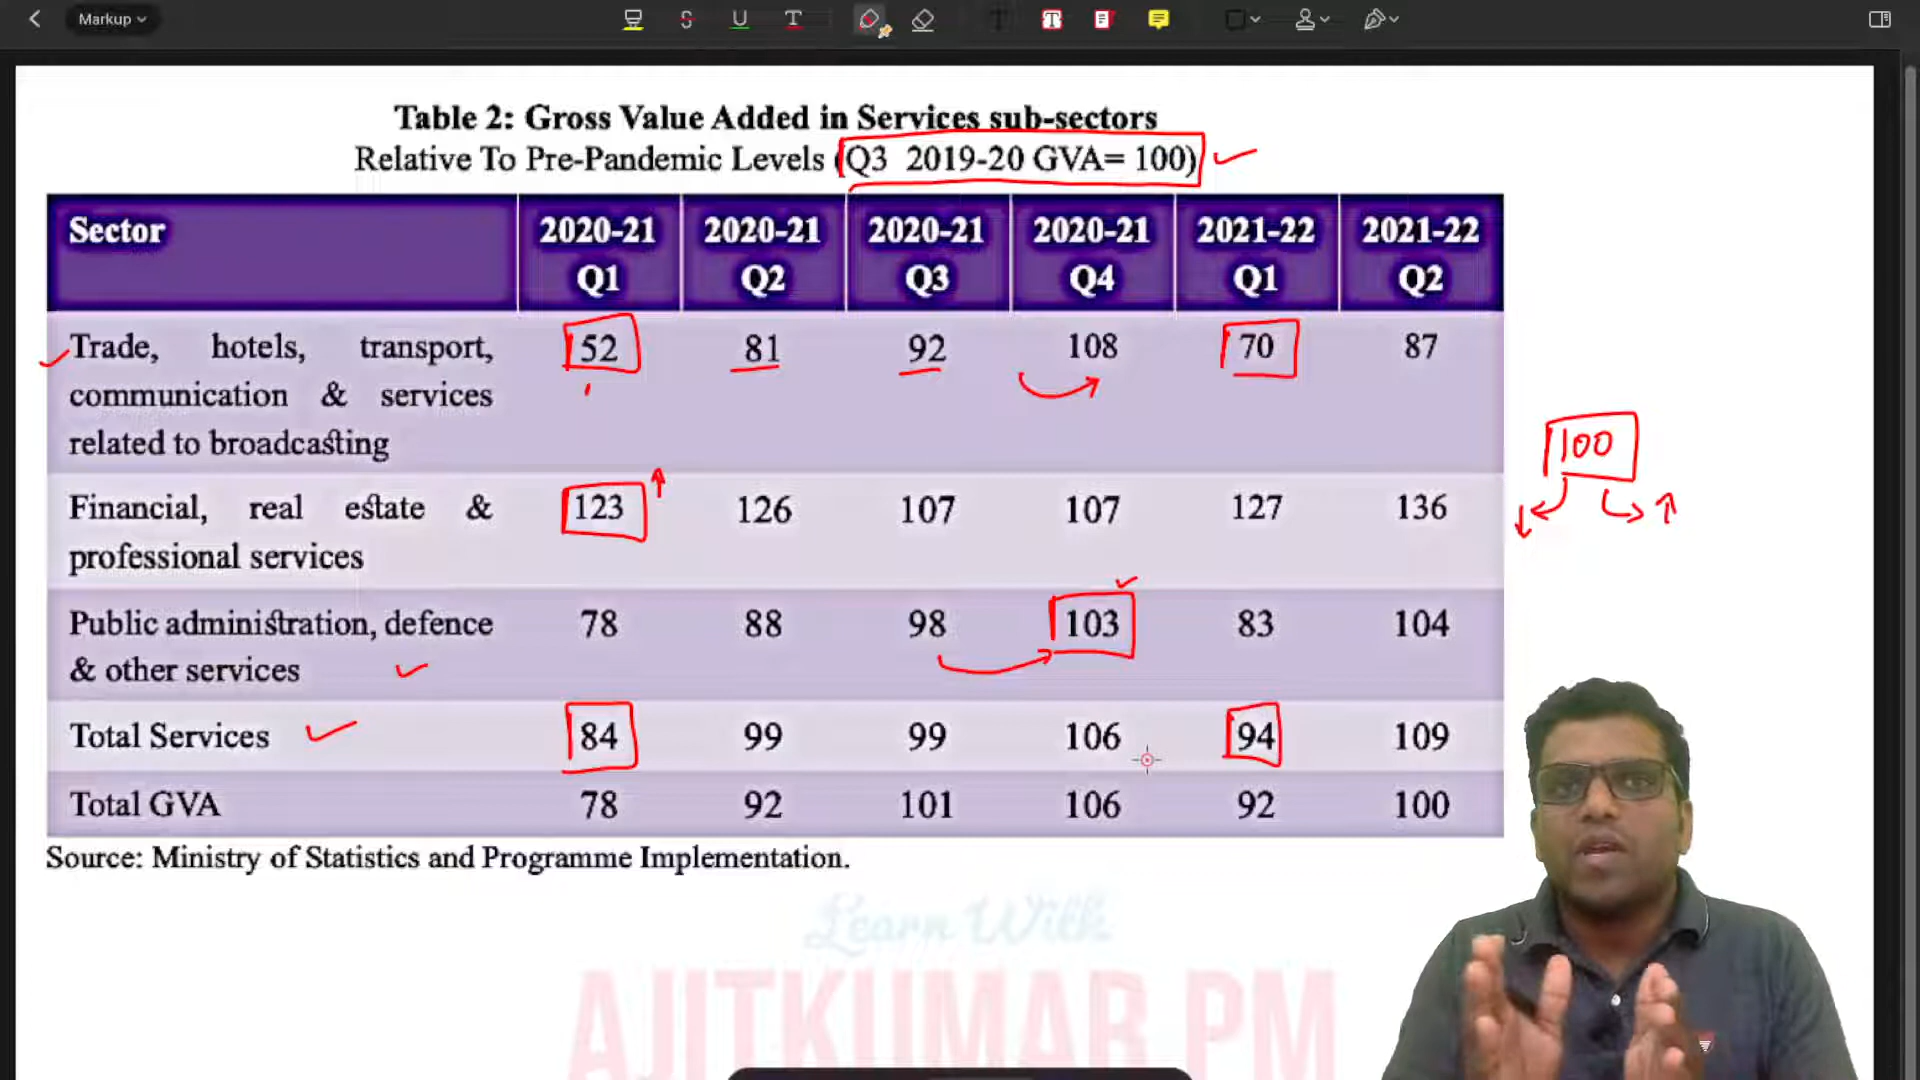 Markup
Table 2: Gross Value Added in Services sub-sectors
Relative To Pre-Pandemic Levels (Q3 2019-20 GVA= 100)
Sector 2020-21 Q1 2020-21 Q2 2020-21 Q3 2020-21 Q4 2021-22 Q1 2021-22 Q2
Trade, hotels, transport, 52 81 92 108 70 87
communication & services
related to broadcasting
100
Financial, real estate & 123 126 107 107 127 136
professional services
Public administration, defence 78 88 98 103 83 104
& other services
Total Services 84 99 99 106 94 109
Total GVA 78 92 101 106 92 100
Source: Ministry of Statistics and Programme Implementation.
Learn With
AJITKUMAR PM